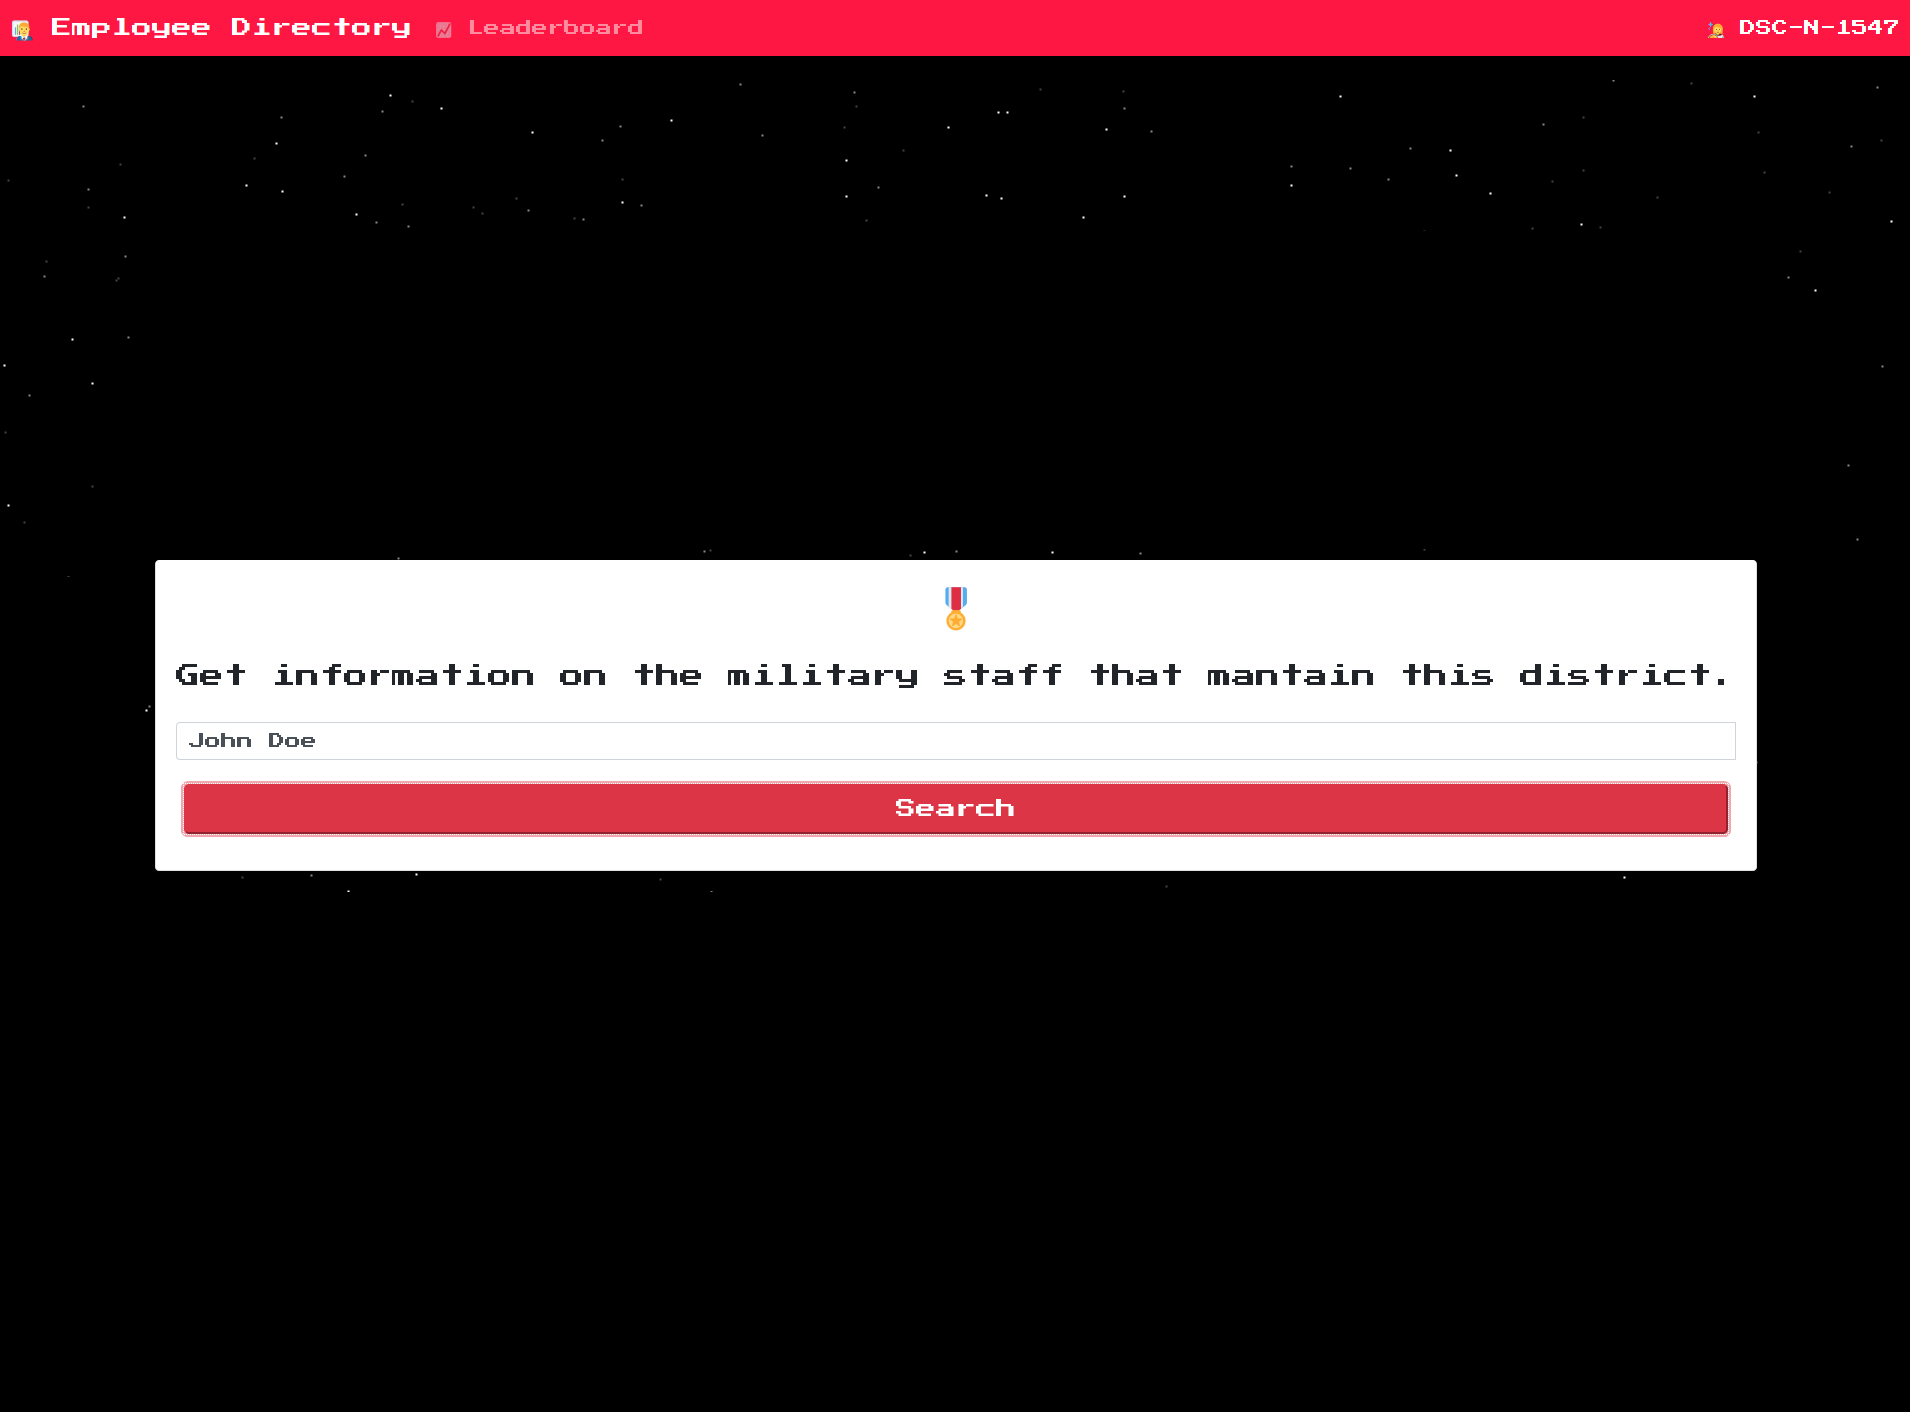 Employee Directory Leaderboard DSC-N-1547
Get information on the military staff that mantain this district.
John Doe
Search